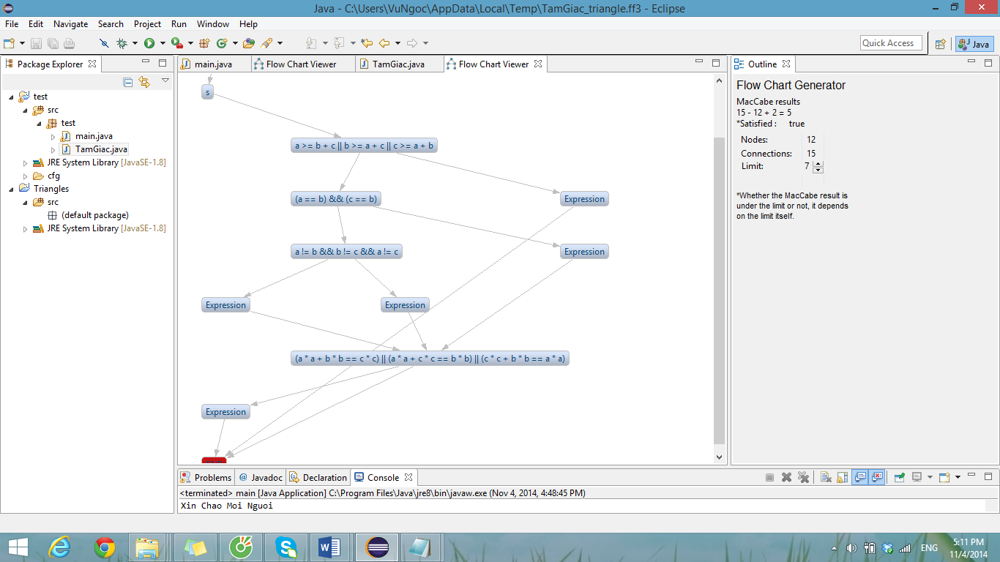 Java - C:\Users\VuNgoc\AppData\Local\Temp\TamGiac_triangle.ff3 - Eclipse
File Edit Navigate Search Project Run Window Help
Quick Access
Java
Package Explorer
test
src
test
main.java
TamGiac.java
JRE System Library [JavaSE-1.8]
cfg
Triangles
src
(default package)
JRE System Library [JavaSE-1.8]
main.java Flow Chart Viewer TamGiac.java Flow Chart Viewer
s
a >= b + c || b >= a + c || c >= a + b
(a == b) && (c == b) Expression
a != b && b != c && a != c Expression
Expression Expression
(a * a + b * b == c * c) || (a * a + c * c == b * b) || (c * c + b * b == a * a)
Expression
Outline
Flow Chart Generator
MacCabe results
15 - 12 + 2 = 5
*Satisfied : true
Nodes: 12
Connections: 15
Limit: 7
*Whether the MacCabe result is
under the limit or not, it depends
on the limit itself.
Problems @ Javadoc Declaration Console
<terminated> main [Java Application] C:\Program Files\Java\jre8\bin\javaw.exe (Nov 4, 2014, 4:48:45 PM)
Xin Chao Moi Nguoi
ENG
5:11 PM
11/4/2014